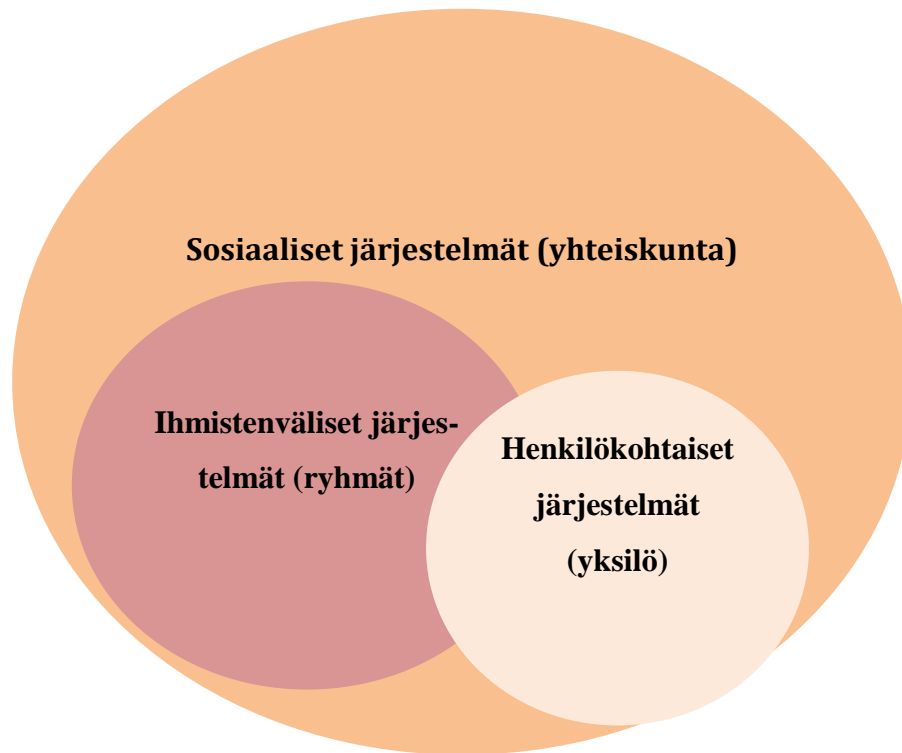 Sosiaaliset järjestelmät (yhteiskunta)
Ihmistenväliset järjes-
telmät (ryhmät)
Henkilökohtaiset
järjestelmät
(yksilö)